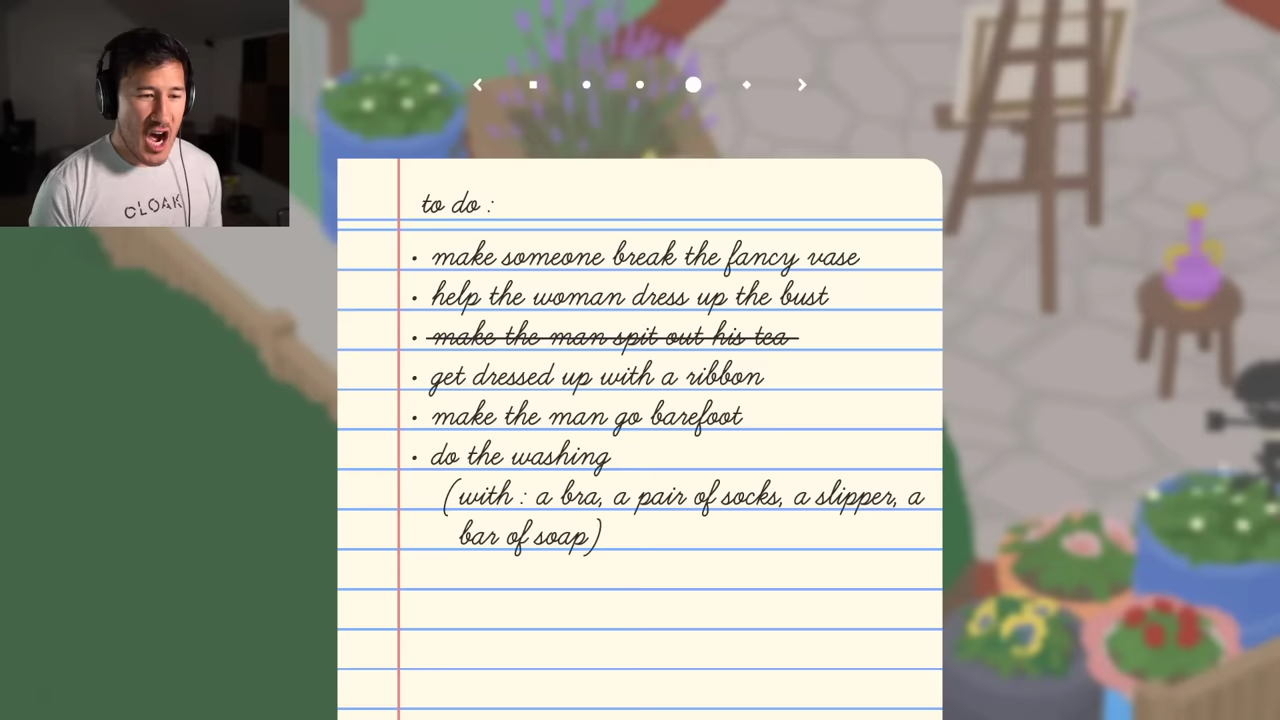 CLOAK
to do :
• make someone break the fancy vase
• help the woman dress up the bust
• make the man spit out his tea
• get dressed up with a ribbon
• make the man go barefoot
• do the washing
(with : a bra, a pair of socks, a slipper, a
bar of soap)